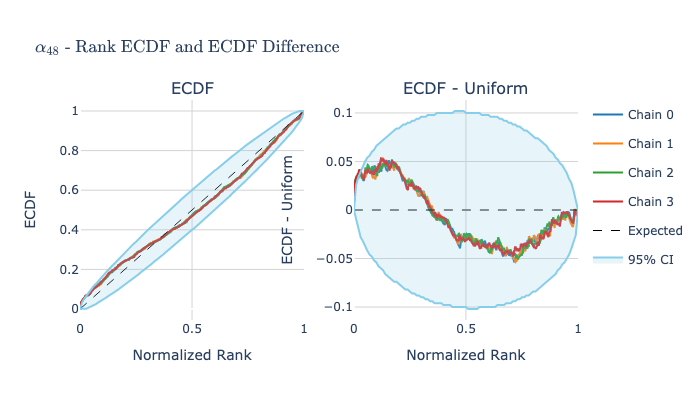 α₄₈ - Rank ECDF and ECDF Difference
ECDF
ECDF - Uniform
ECDF
1
0.8
0.6
0.4
0.2
0
0
0.5
1
Normalized Rank
ECDF - Uniform
0.1
0.05
0
−0.05
−0.1
0
0.5
1
Normalized Rank
Chain 0
Chain 1
Chain 2
Chain 3
Expected
95% CI